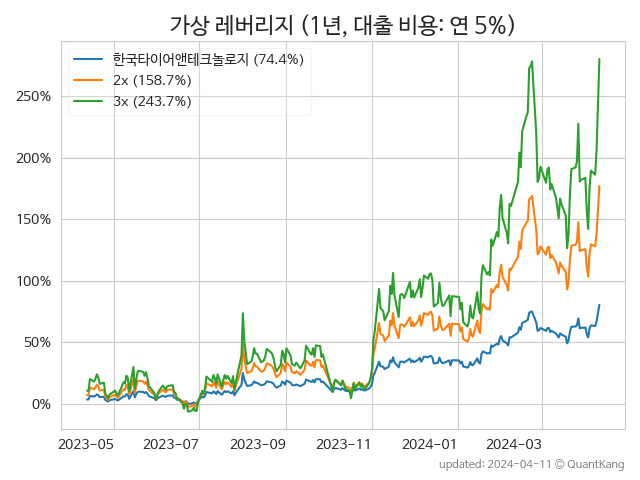 가상 레버리지 (1년, 대출 비용: 연 5%)
한국타이어앤테크놀로지 (74.4%)
2x (158.7%)
3x (243.7%)
250%
200%
150%
100%
50%
0%
2023-05 2023-07 2023-09 2023-11 2024-01 2024-03
updated: 2024-04-11 © QuantKang